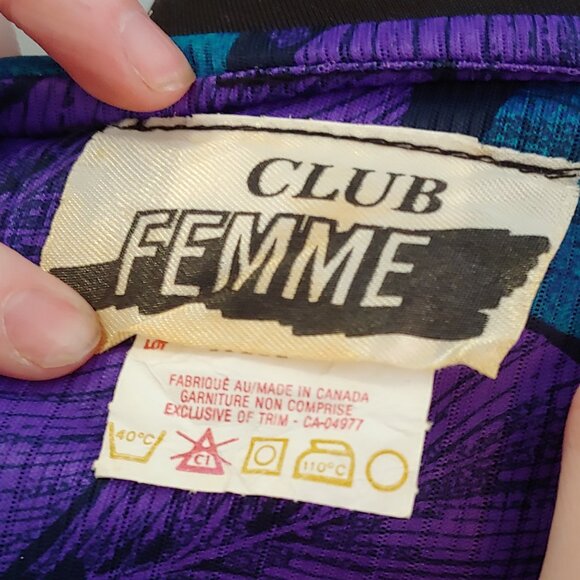 CLUB
FEMME
LOT
FABRIQUÉ AU/MADE IN CANADA
GARNITURE NON COMPRISE
EXCLUSIVE OF TRIM - CA-04977
40°C
Cl
110°C